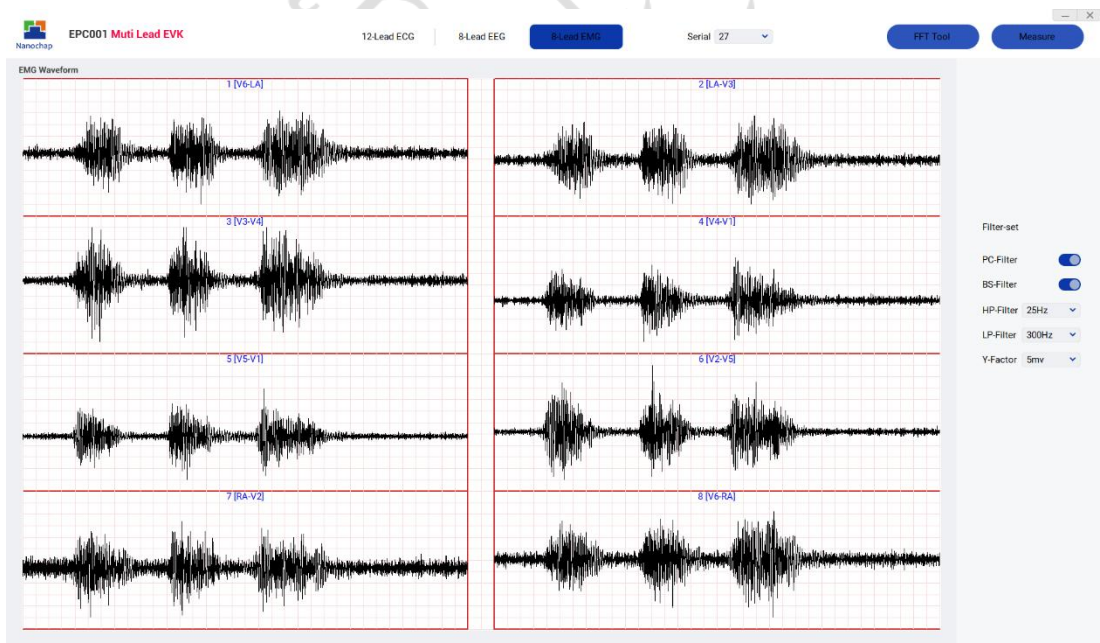 Nanochap
EPC001 Muti Lead EVK
12-Lead ECG
8-Lead EEG
8-Lead EMG
Serial 27
FFT Tool
Measure
EMG Waveform
1 [V6-LA]
2 [LA-V3]
3 [V3-V4]
4 [V4-V1]
5 [V5-V1]
6 [V2-V5]
7 [RA-V2]
8 [V6-RA]
Filter-set
PC-Filter
BS-Filter
HP-Filter 25Hz
LP-Filter 300Hz
Y-Factor 5mv